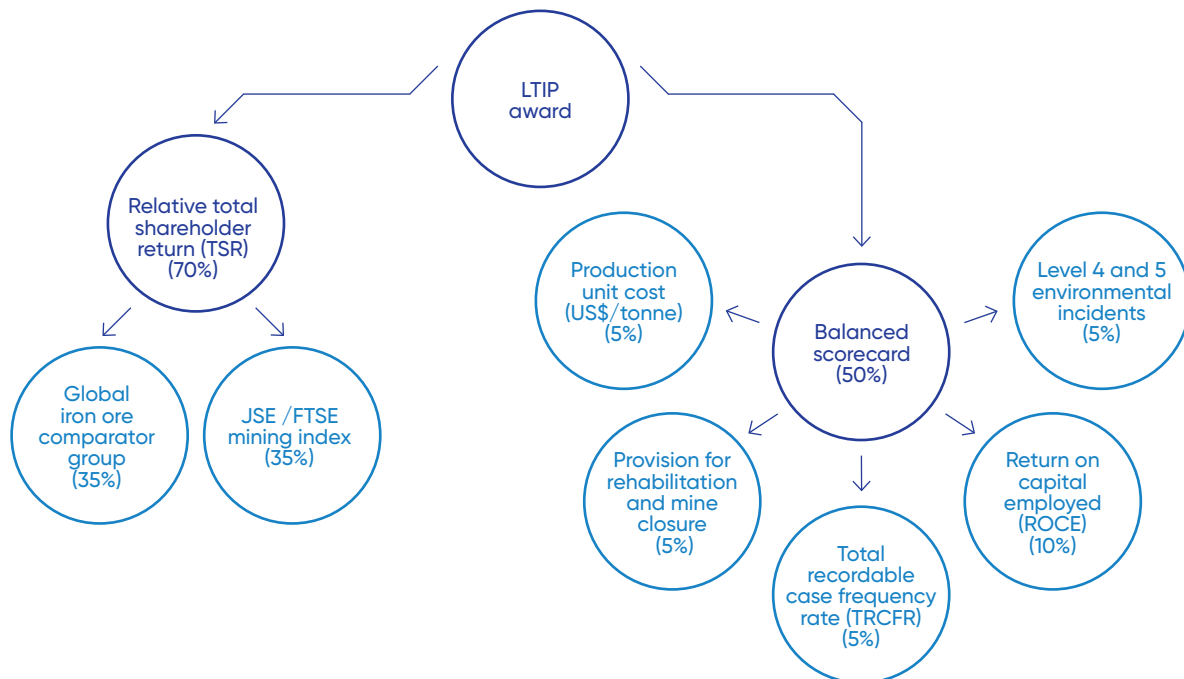 LTIP
award
Relative total
shareholder
return (TSR)
(70%)
Global
iron ore
comparator
group
(35%)
JSE /FTSE
mining index
(35%)
Balanced
scorecard
(50%)
Production
unit cost
(US$/tonne)
(5%)
Level 4 and 5
environmental
incidents
(5%)
Provision for
rehabilitation
and mine
closure
(5%)
Total
recordable
case frequency
rate (TRCFR)
(5%)
Return on
capital
employed
(ROCE)
(10%)